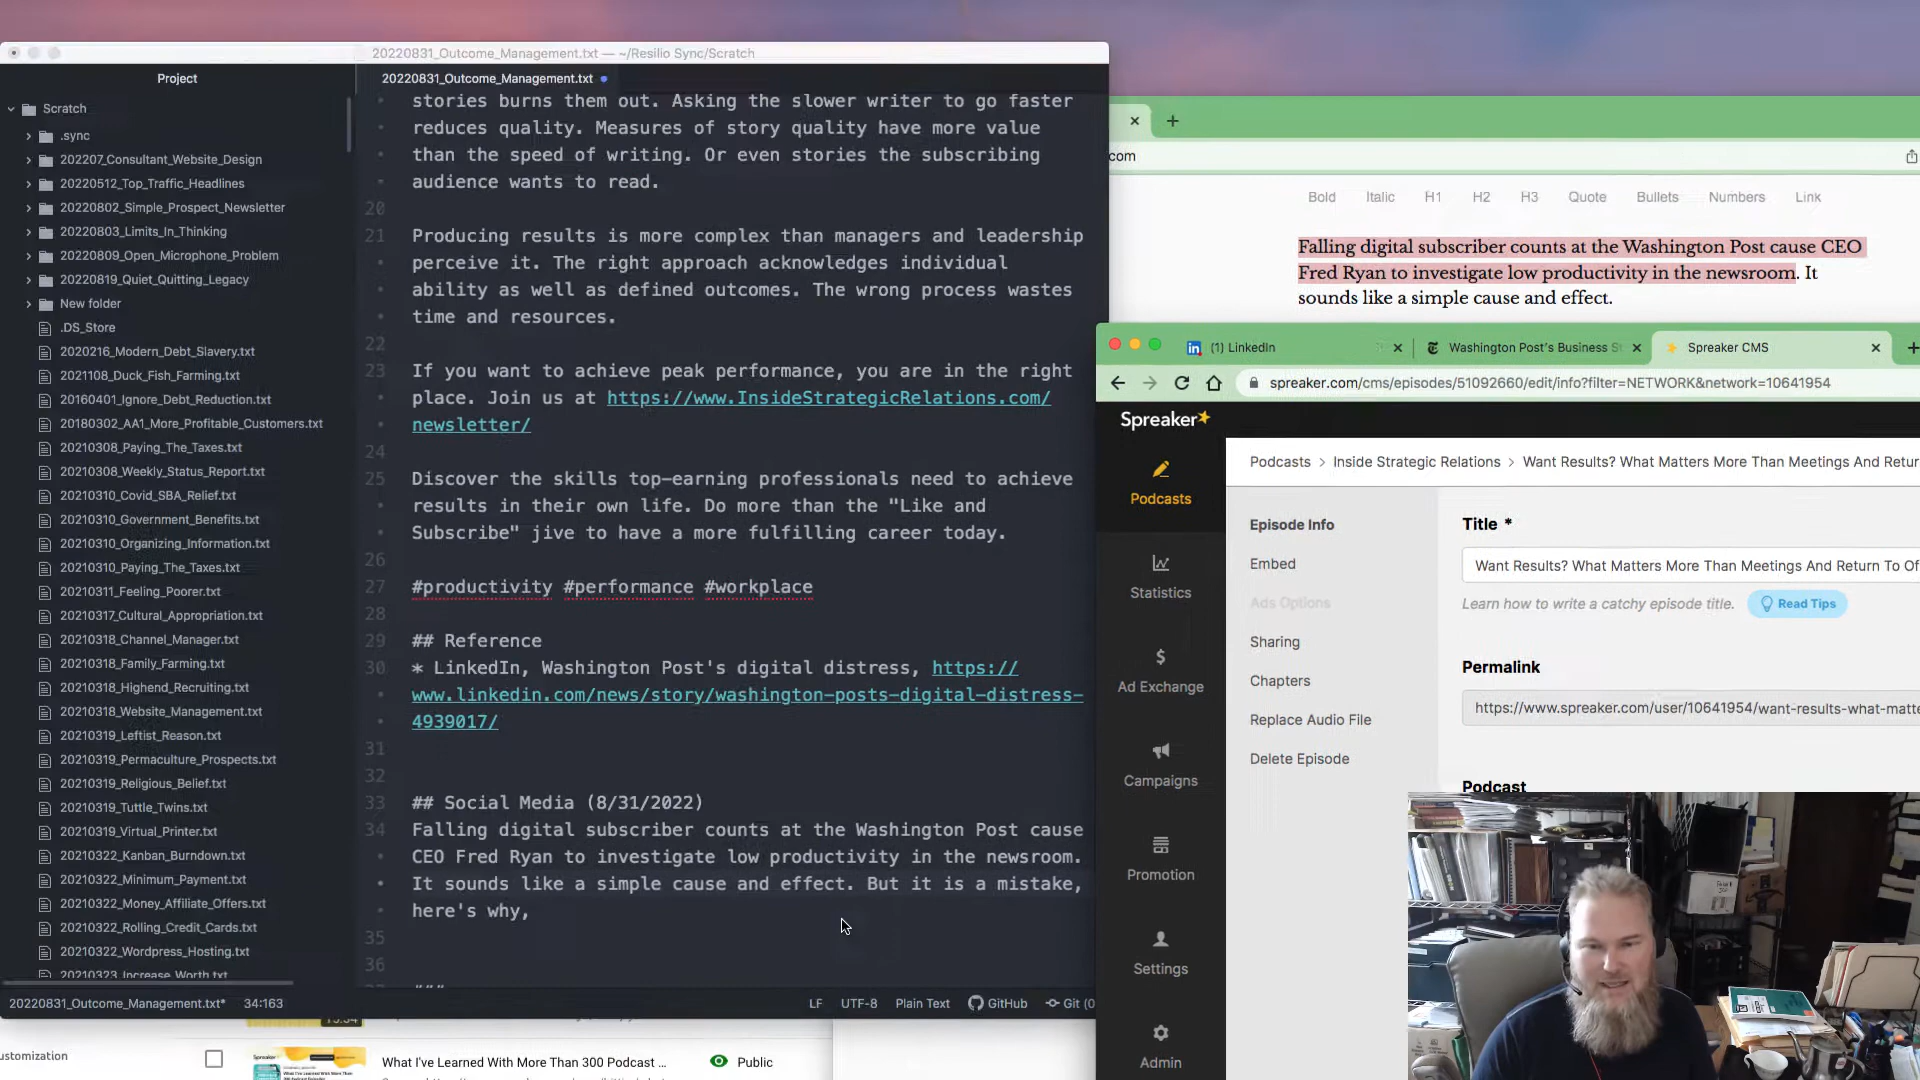 20220831_Outcome_Management.txt — ~/Resilio Sync/Scratch
Project
Scratch
.sync
202207_Consultant_Website_Design
20220512_Top_Traffic_Headlines
20220802_Simple_Prospect_Newsletter
20220803_Limits_In_Thinking
20220809_Open_Microphone_Problem
20220819_Quiet_Quitting_Legacy
New folder
.DS_Store
2020216_Modern_Debt_Slavery.txt
2021108_Duck_Fish_Farming.txt
20160401_Ignore_Debt_Reduction.txt
20180302_AA1_More_Profitable_Customers.txt
20210308_Paying_The_Taxes.txt
20210308_Weekly_Status_Report.txt
20210310_Covid_SBA_Relief.txt
20210310_Government_Benefits.txt
20210310_Organizing_Information.txt
20210310_Paying_The_Taxes.txt
20210311_Feeling_Poorer.txt
20210317_Cultural_Appropriation.txt
20210318_Channel_Manager.txt
20210318_Family_Farming.txt
20210318_Highend_Recruiting.txt
20210318_Website_Management.txt
20210319_Leftist_Reason.txt
20210319_Permaculture_Prospects.txt
20210319_Religious_Belief.txt
20210319_Tuttle_Twins.txt
20210319_Virtual_Printer.txt
20210322_Kanban_Burndown.txt
20210322_Minimum_Payment.txt
20210322_Money_Affiliate_Offers.txt
20210322_Rolling_Credit_Cards.txt
20210322_Wordpress_Hosting.txt
20210323_Increase_Worth.txt
20220831_Outcome_Management.txt
stories burns them out. Asking the slower writer to go faster
reduces quality. Measures of story quality have more value
than the speed of writing. Or even stories the subscribing
audience wants to read.
20
21 Producing results is more complex than managers and leadership
perceive it. The right approach acknowledges individual
ability as well as defined outcomes. The wrong process wastes
time and resources.
22
23 If you want to achieve peak performance, you are in the right
place. Join us at https://www.InsideStrategicRelations.com/
newsletter/
24
25 Discover the skills top-earning professionals need to achieve
results in their own life. Do more than the "Like and
Subscribe" jive to have a more fulfilling career today.
26
27 #productivity #performance #workplace
28
29 ## Reference
30 * LinkedIn, Washington Post's digital distress, https://
www.linkedin.com/news/story/washington-posts-digital-distress-
4939017/
31
32
33 ## Social Media (8/31/2022)
34 Falling digital subscriber counts at the Washington Post cause
CEO Fred Ryan to investigate low productivity in the newsroom.
It sounds like a simple cause and effect. But it is a mistake,
here's why,
35
36
###
20220831_Outcome_Management.txt* 34:163 LF UTF-8 Plain Text GitHub Git (0
ustomization
Spreaker
What I've Learned With More Than 300 Podcast ...
Public
com
Bold Italic H1 H2 H3 Quote Bullets Numbers Link
Falling digital subscriber counts at the Washington Post cause CEO
Fred Ryan to investigate low productivity in the newsroom. It
sounds like a simple cause and effect.
(1) LinkedIn
Washington Post's Business S
Spreaker CMS
spreaker.com/cms/episodes/51092660/edit/info?filter=NETWORK&network=10641954
Spreaker
Podcasts
Statistics
Ad Exchange
Campaigns
Promotion
Settings
Admin
Podcasts > Inside Strategic Relations > Want Results? What Matters More Than Meetings And Retur
Episode Info
Embed
Ads Options
Sharing
Chapters
Replace Audio File
Delete Episode
Title *
Want Results? What Matters More Than Meetings And Return To Of
Learn how to write a catchy episode title. Read Tips
Permalink
https://www.spreaker.com/user/10641954/want-results-what-matte
Podcast